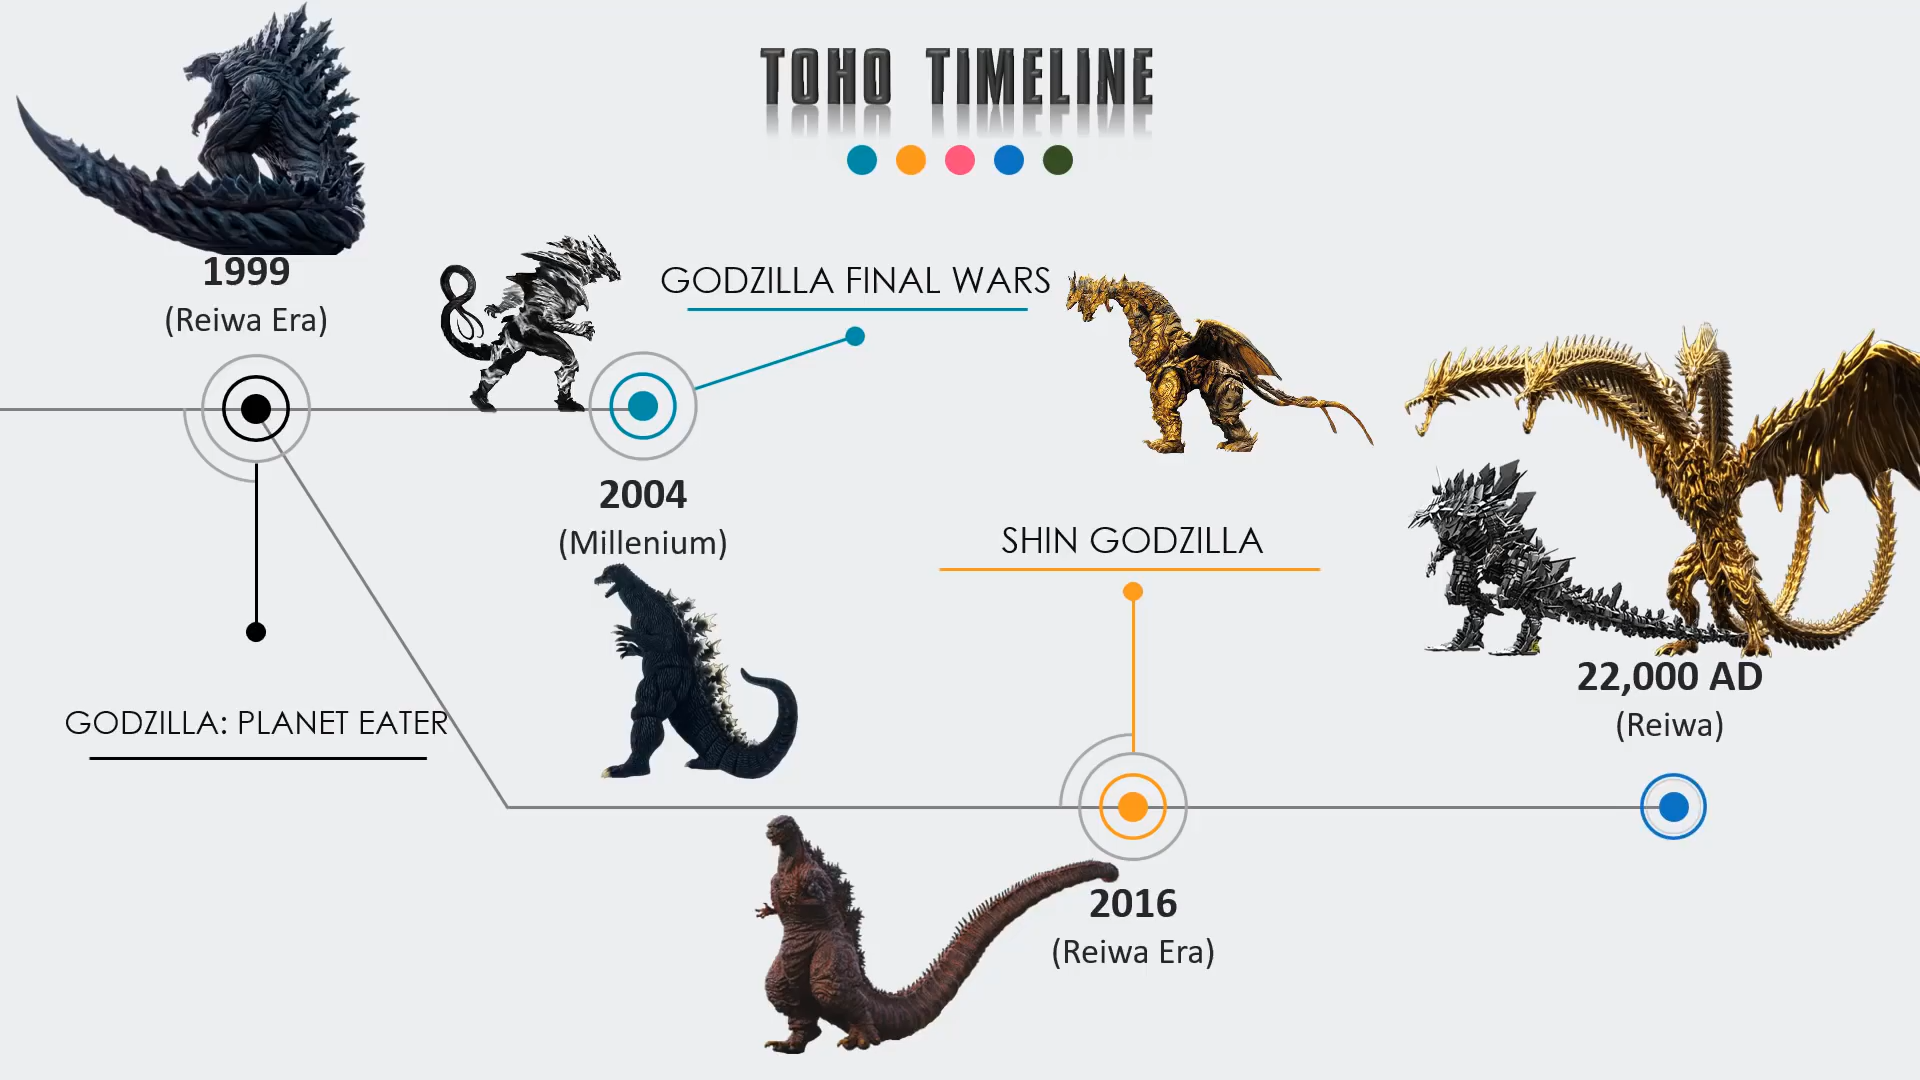 TOHO TIMELINE
1999
(Reiwa Era)
GODZILLA FINAL WARS
2004
(Millenium)
SHIN GODZILLA
22,000 AD
(Reiwa)
GODZILLA: PLANET EATER
2016
(Reiwa Era)